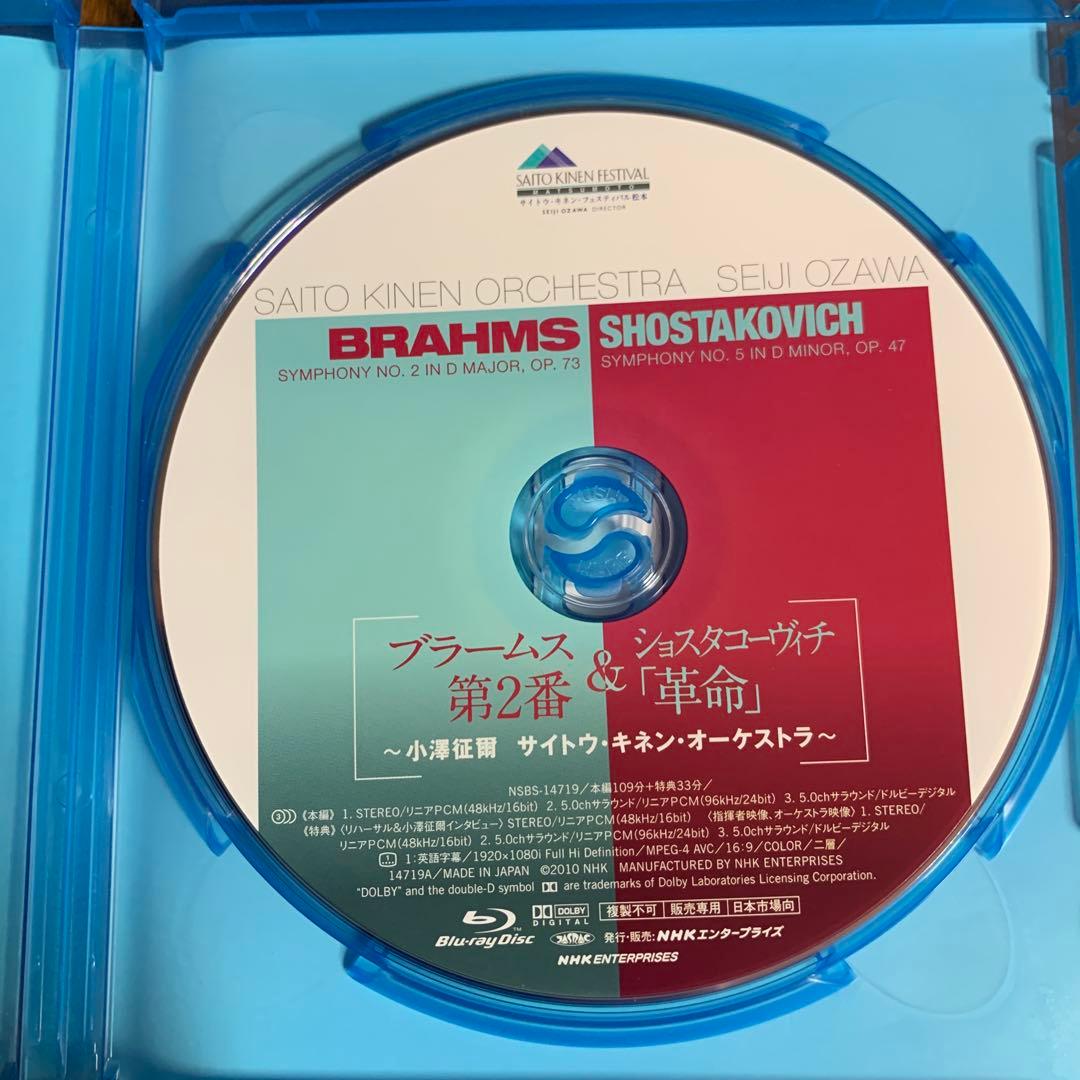 SAITO KINEN FESTIVAL
MATSUMOTO
サイトウ・キネン・フェスティバル松本
SEIJI OZAWA DIRECTOR
SAITO KINEN ORCHESTRA SEIJI OZAWA
BRAHMS
SYMPHONY NO. 2 IN D MAJOR, OP. 73
SHOSTAKOVICH
SYMPHONY NO. 5 IN D MINOR, OP. 47
ブラームス
第2番
&
ショスタコーヴィチ
「革命」
〜小澤征爾 サイトウ・キネン・オーケストラ〜
NSBS-14719／本編109分+特典33分／
3 《本編》 1. STEREO/リニアPCM(48kHz/16bit) 2. 5.0chサラウンド/リニアPCM(96kHz/24bit) 3. 5.0chサラウンド/ドルビーデジタル
《特典》〈リハーサル&小澤征爾インタビュー〉STEREO/リニアPCM(48kHz/16bit) 〈指揮者映像、オーケストラ映像〉1. STEREO/
リニアPCM(48kHz/16bit) 2. 5.0chサラウンド/リニアPCM(96kHz/24bit) 3. 5.0chサラウンド/ドルビーデジタル
1 1:英語字幕／1920×1080i Full Hi Definition／MPEG-4 AVC／16:9／COLOR／二層／
14719A／MADE IN JAPAN ©2010 NHK MANUFACTURED BY NHK ENTERPRISES
“DOLBY” and the double-D symbol are trademarks of Dolby Laboratories Licensing Corporation.
Blu-ray Disc™
DOLBY
DIGITAL
複製不可 販売専用 日本市場向
JASRAC
発行・販売:NHKエンタープライズ
NHK ENTERPRISES